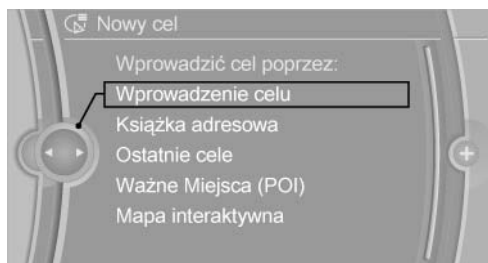 Nowy cel
Wprowadzić cel poprzez:
Wprowadzenie celu
Książka adresowa
Ostatnie cele
Ważne Miejsca (POI)
Mapa interaktywna